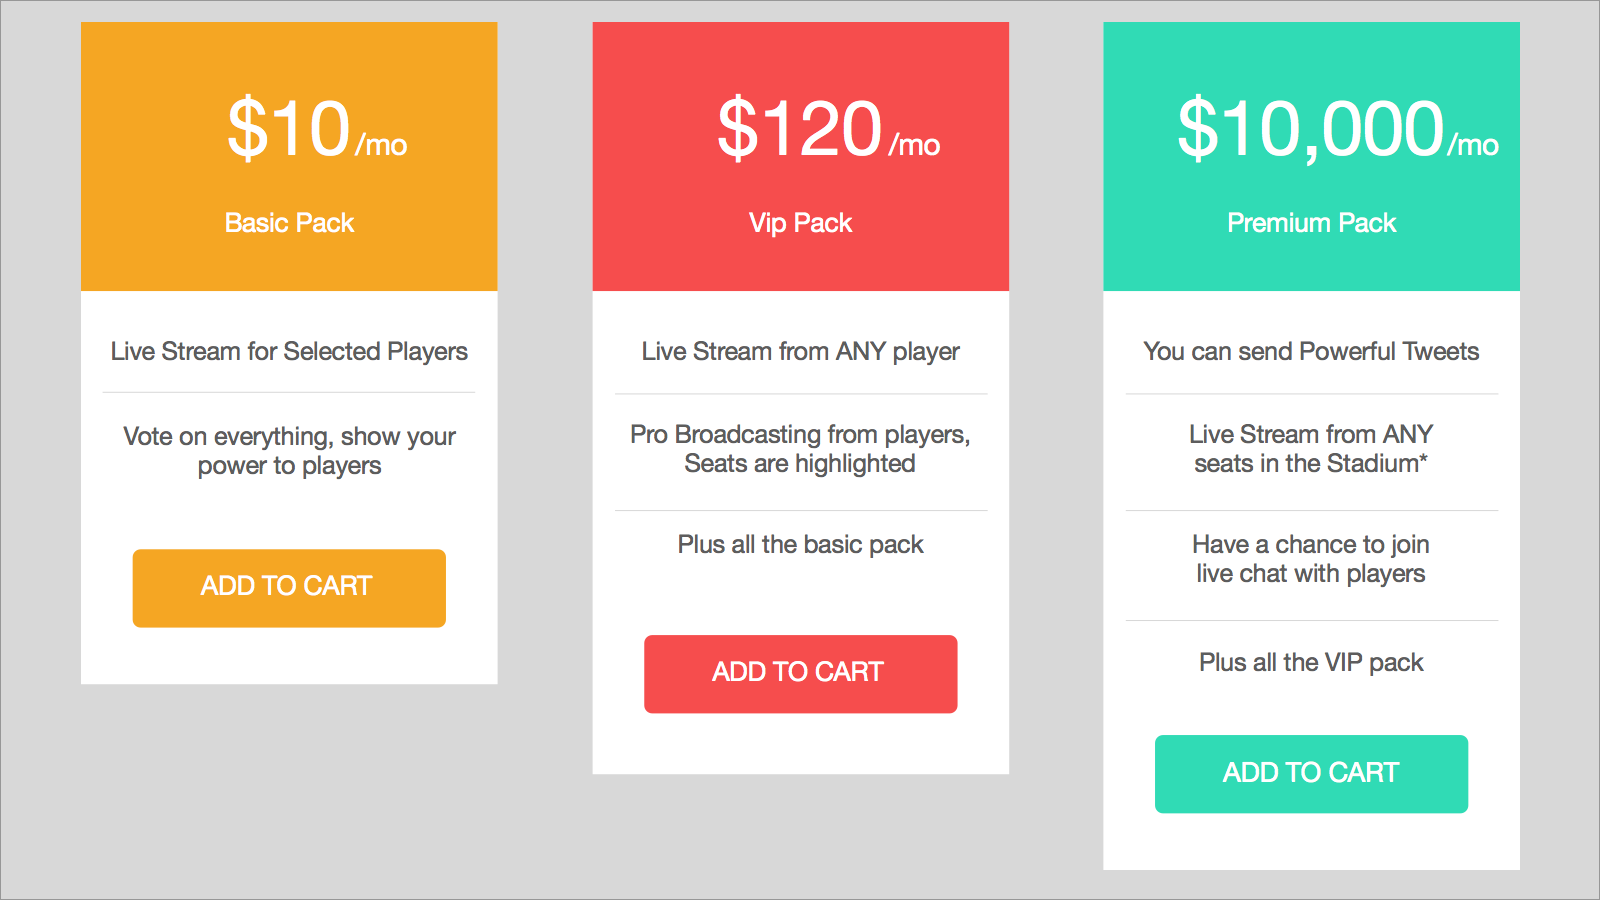 $10/mo
Basic Pack
Live Stream for Selected Players
Vote on everything, show your
power to players
ADD TO CART
$120/mo
Vip Pack
Live Stream from ANY player
Pro Broadcasting from players,
Seats are highlighted
Plus all the basic pack
ADD TO CART
$10,000/mo
Premium Pack
You can send Powerful Tweets
Live Stream from ANY
seats in the Stadium*
Have a chance to join
live chat with players
Plus all the VIP pack
ADD TO CART